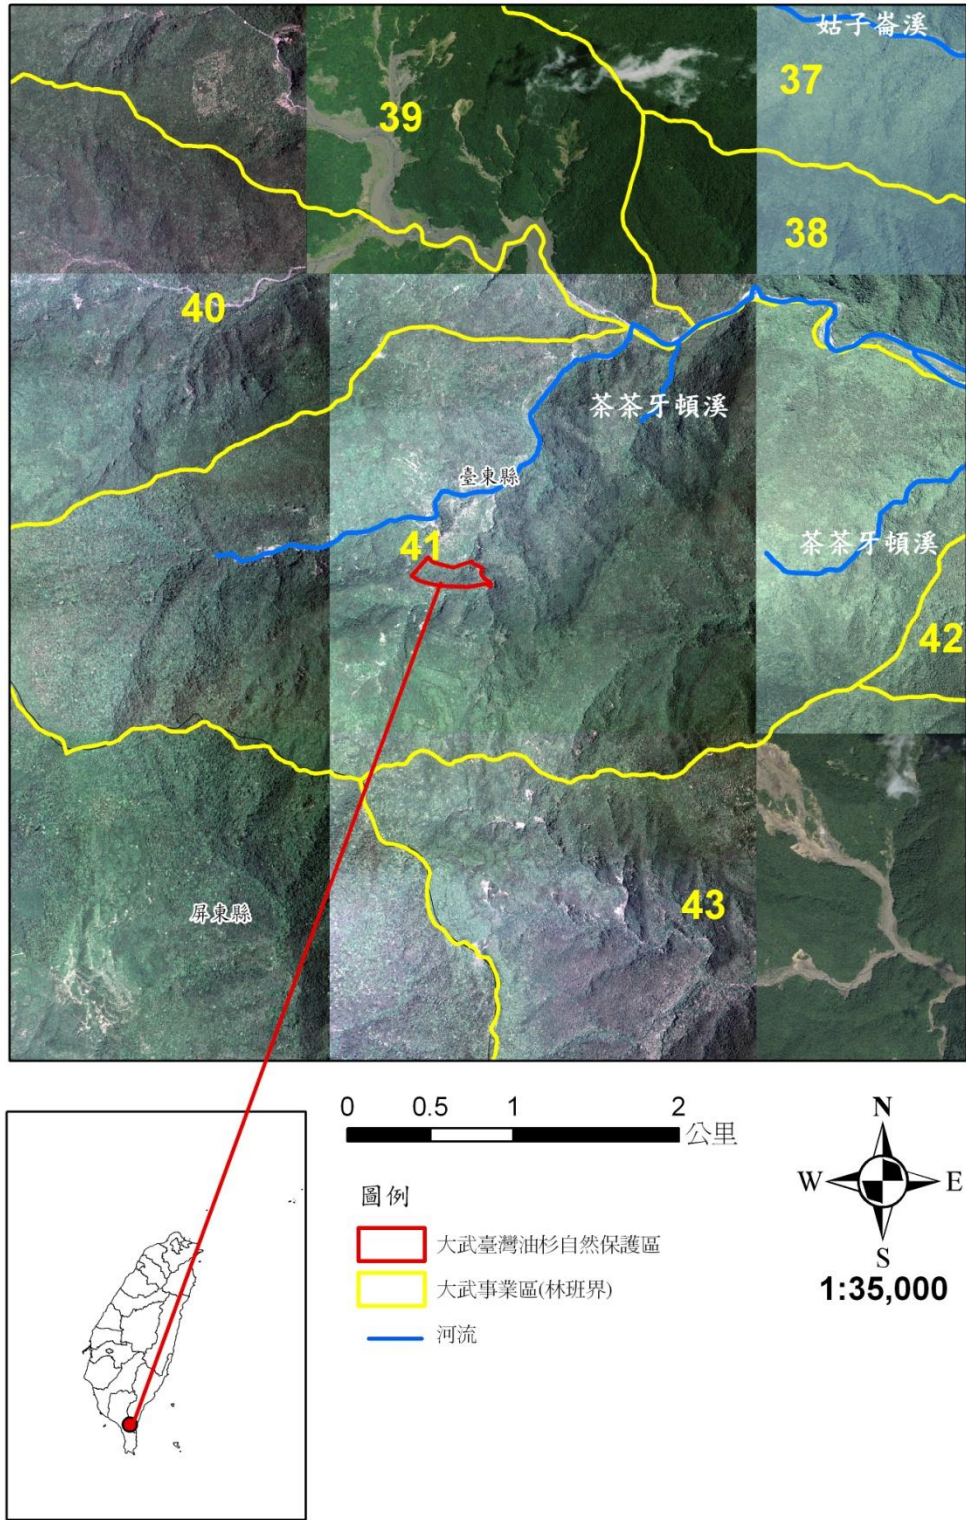 姑子崙溪
37
39
38
40
茶茶牙頓溪
臺東縣
41
茶茶牙頓溪
42
屏東縣
43
0 0.5 1 2
公里
N
W E
S
1:35,000
圖例
大武臺灣油杉自然保護區
大武事業區(林班界)
河流